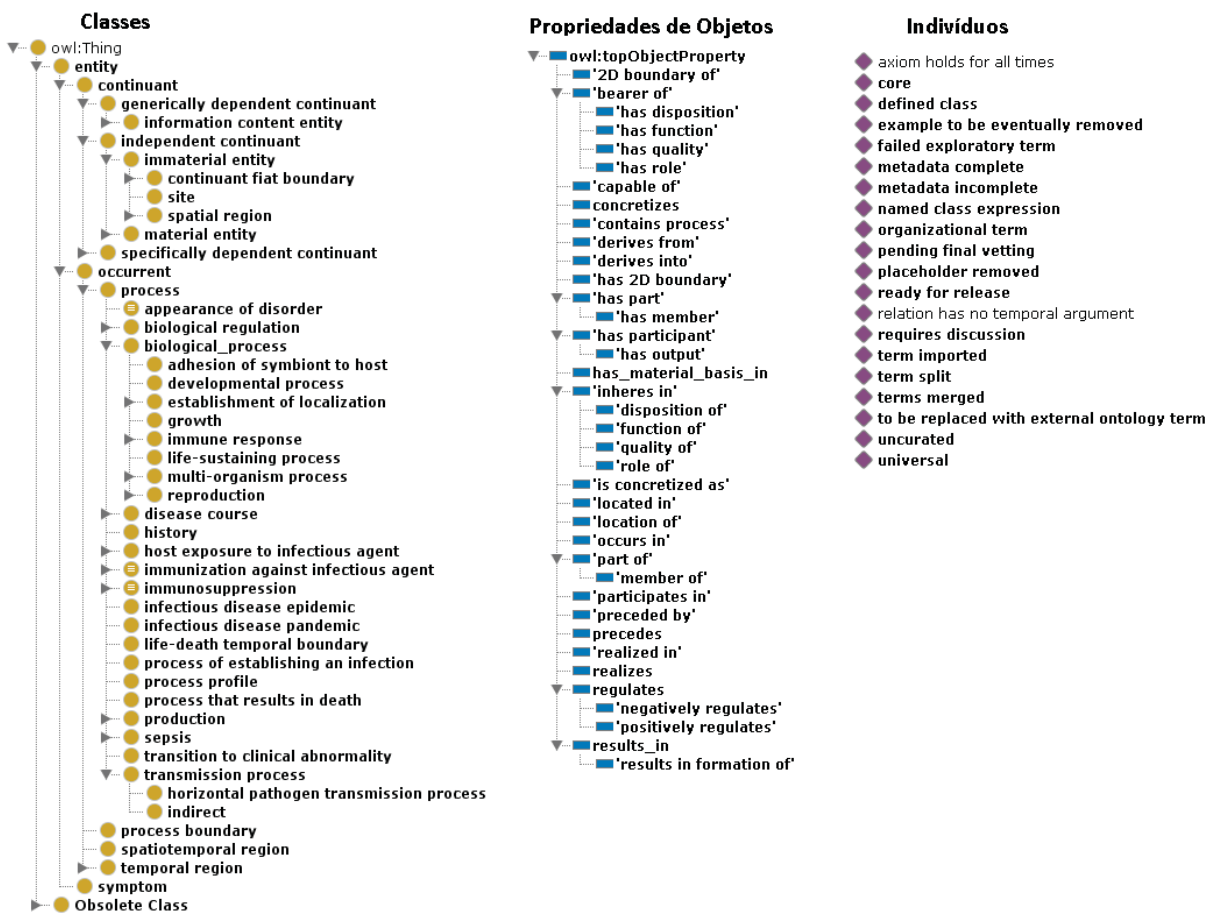 Classes
owl:Thing
entity
continuant
generically dependent continuant
information content entity
independent continuant
immaterial entity
continuant fiat boundary
site
spatial region
material entity
specifically dependent continuant
occurrent
process
appearance of disorder
biological regulation
biological_process
adhesion of symbiont to host
developmental process
establishment of localization
growth
immune response
life-sustaining process
multi-organism process
reproduction
disease course
history
host exposure to infectious agent
immunization against infectious agent
immunosuppression
infectious disease epidemic
infectious disease pandemic
life-death temporal boundary
process of establishing an infection
process profile
process that results in death
production
sepsis
transition to clinical abnormality
transmission process
horizontal pathogen transmission process
indirect
process boundary
spatiotemporal region
temporal region
symptom
Obsolete Class
Propriedades de Objetos
owl:topObjectProperty
'2D boundary of'
'bearer of'
'has disposition'
'has function'
'has quality'
'has role'
'capable of'
concretizes
'contains process'
'derives from'
'derives into'
'has 2D boundary'
'has part'
'has member'
'has participant'
'has output'
has_material_basis_in
'inheres in'
'disposition of'
'function of'
'quality of'
'role of'
'is concretized as'
'located in'
'location of'
'occurs in'
'part of'
'member of'
'participates in'
'preceded by'
precedes
'realized in'
realizes
regulates
'negatively regulates'
'positively regulates'
results_in
'results in formation of'
Indivíduos
axiom holds for all times
core
defined class
example to be eventually removed
failed exploratory term
metadata complete
metadata incomplete
named class expression
organizational term
pending final vetting
placeholder removed
ready for release
relation has no temporal argument
requires discussion
term imported
term split
terms merged
to be replaced with external ontology term
uncurated
universal